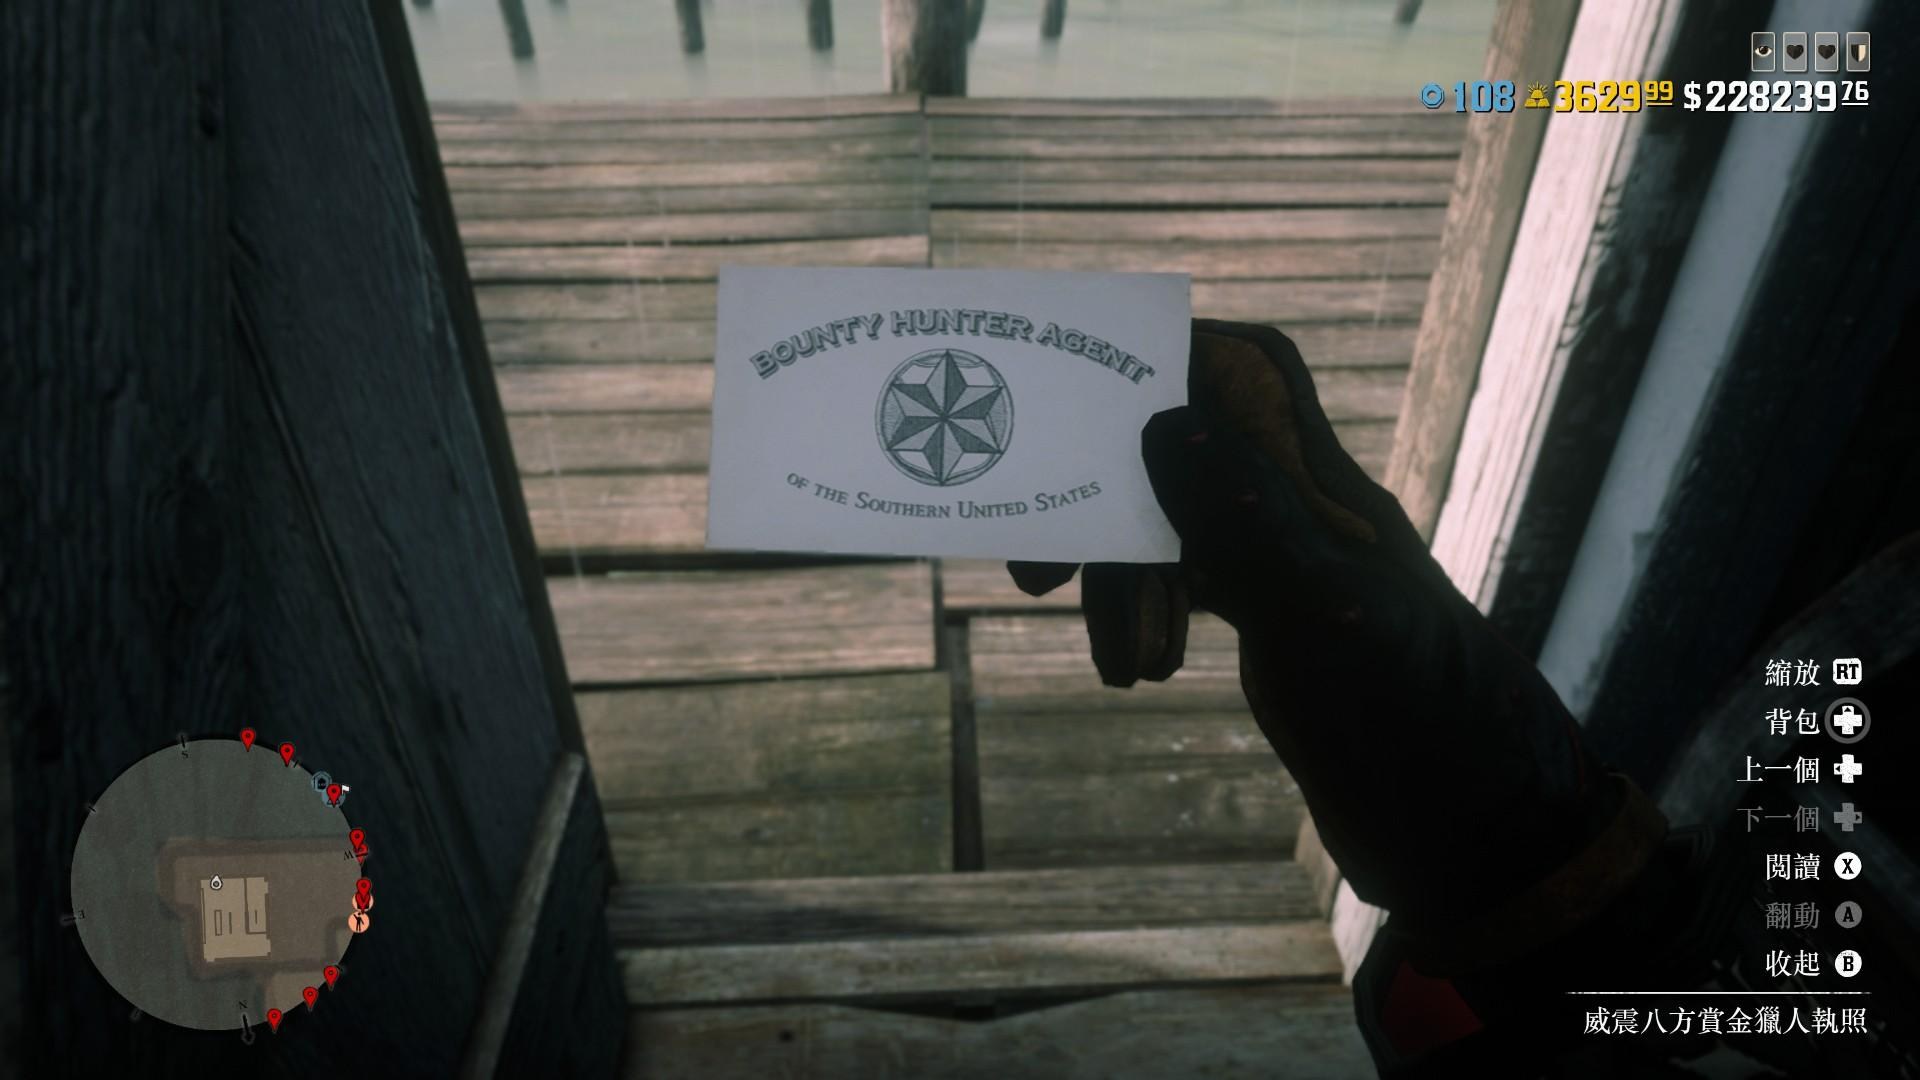 108 3629 99 $228239 76
BOUNTY HUNTER AGENT
OF THE SOUTHERN UNITED STATES
縮放 RT
背包
上一個
下一個
閱讀 X
翻動 A
收起 B
威震八方賞金獵人執照
S
W
E
N